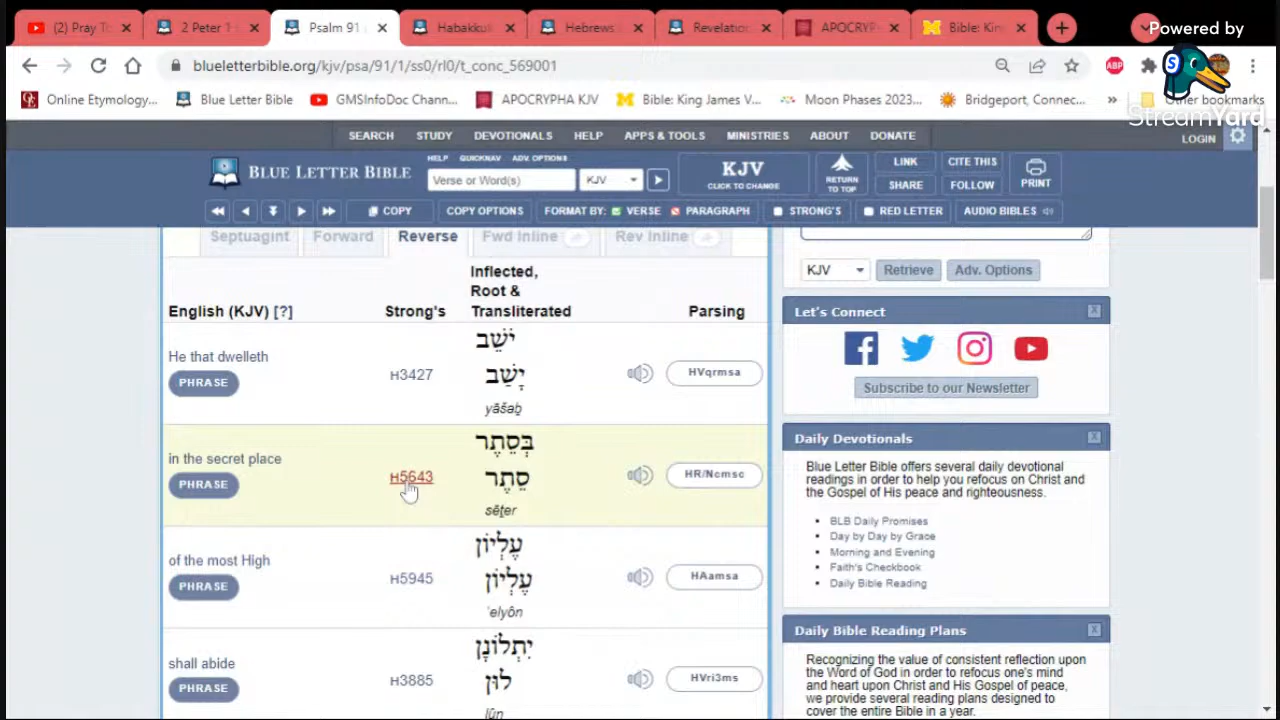 (2) Pray T
2 Peter 1
Psalm 91
Habakku
Hebrews
Revelatio
APOCRYP
Bible: Kin
Powered by
blueletterbible.org/kjv/psa/91/1/ss0/rl0/t_conc_569001
ABP
S
StreamYard
Online Etymology...
Blue Letter Bible
GMSInfoDoc Chann...
APOCRYPHA KJV
Bible: King James V...
Moon Phases 2023...
Bridgeport, Connec...
»
Other bookmarks
SEARCH STUDY DEVOTIONALS HELP APPS & TOOLS MINISTRIES ABOUT DONATE
LOGIN
BLUE LETTER BIBLE
HELP QUICKNAV ADV. OPTIONS
Verse or Word(s)
KJV
KJV
CLICK TO CHANGE
RETURN
TO TOP
LINK
SHARE
CITE THIS
FOLLOW
PRINT
COPY COPY OPTIONS FORMAT BY: VERSE PARAGRAPH STRONG'S RED LETTER AUDIO BIBLES
Septuagint Forward Reverse Fwd Inline Rev Inline
English (KJV) [?]
Strong's
Inflected,
Root &
Transliterated
Parsing
He that dwelleth
PHRASE
H3427
יֹשֵׁב
יָשַׁב
yāšaḇ
HVqrmsa
in the secret place
PHRASE
H5643
בְּסֵתֶר
סֵתֶר
sēṯer
HR/Ncmsc
of the most High
PHRASE
H5945
עֶלְיוֹן
עֶלְיוֹן
ʿelyôn
HAamsa
shall abide
PHRASE
H3885
יִתְלוֹנָן
לוּן
lûn
HVri3ms
KJV
Retrieve
Adv. Options
Let's Connect
X
Subscribe to our Newsletter
Daily Devotionals
X
Blue Letter Bible offers several daily devotional
readings in order to help you refocus on Christ and
the Gospel of His peace and righteousness.
BLB Daily Promises
Day by Day by Grace
Morning and Evening
Faith's Checkbook
Daily Bible Reading
Daily Bible Reading Plans
X
Recognizing the value of consistent reflection upon
the Word of God in order to refocus one's mind
and heart upon Christ and His Gospel of peace,
we provide several reading plans designed to
cover the entire Bible in a year.